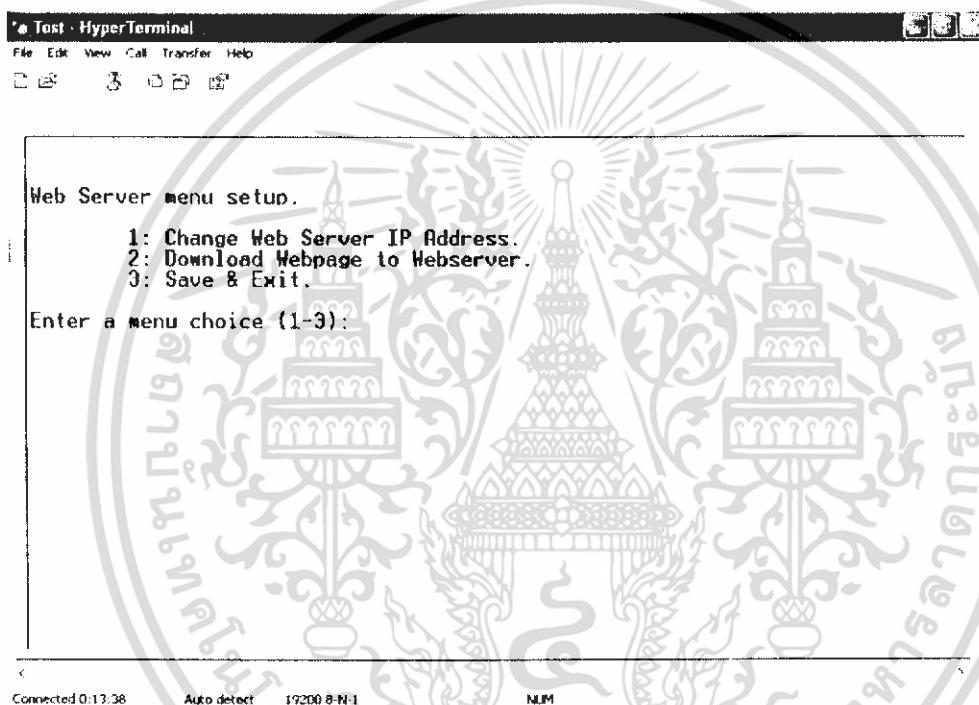 Tost - HyperTerminal
File Edit View Call Transfer Help
Web Server menu setup.
1: Change Web Server IP Address.
2: Download Webpage to Webserver.
3: Save & Exit.
Enter a menu choice (1-3):
Connected 0:13:38 Auto detect 19200 8-N-1 NUM